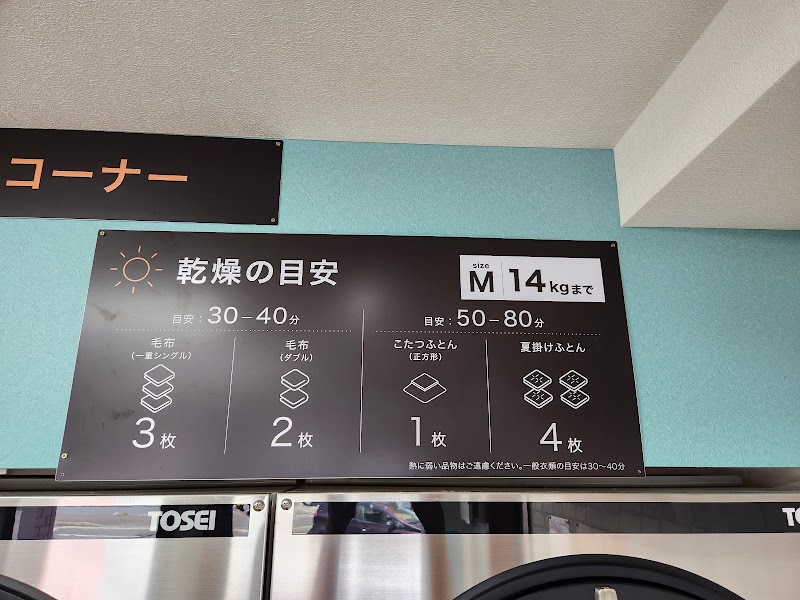 コーナー
乾燥の目安
size
M 14kgまで
目安：30－40分
目安：50－80分
毛布
(一重シングル)
3枚
毛布
(ダブル)
2枚
こたつふとん
(正方形)
1枚
夏掛けふとん
4枚
熱に弱い品物はご遠慮ください。一般衣類の目安は30～40分
TOSEI
TO